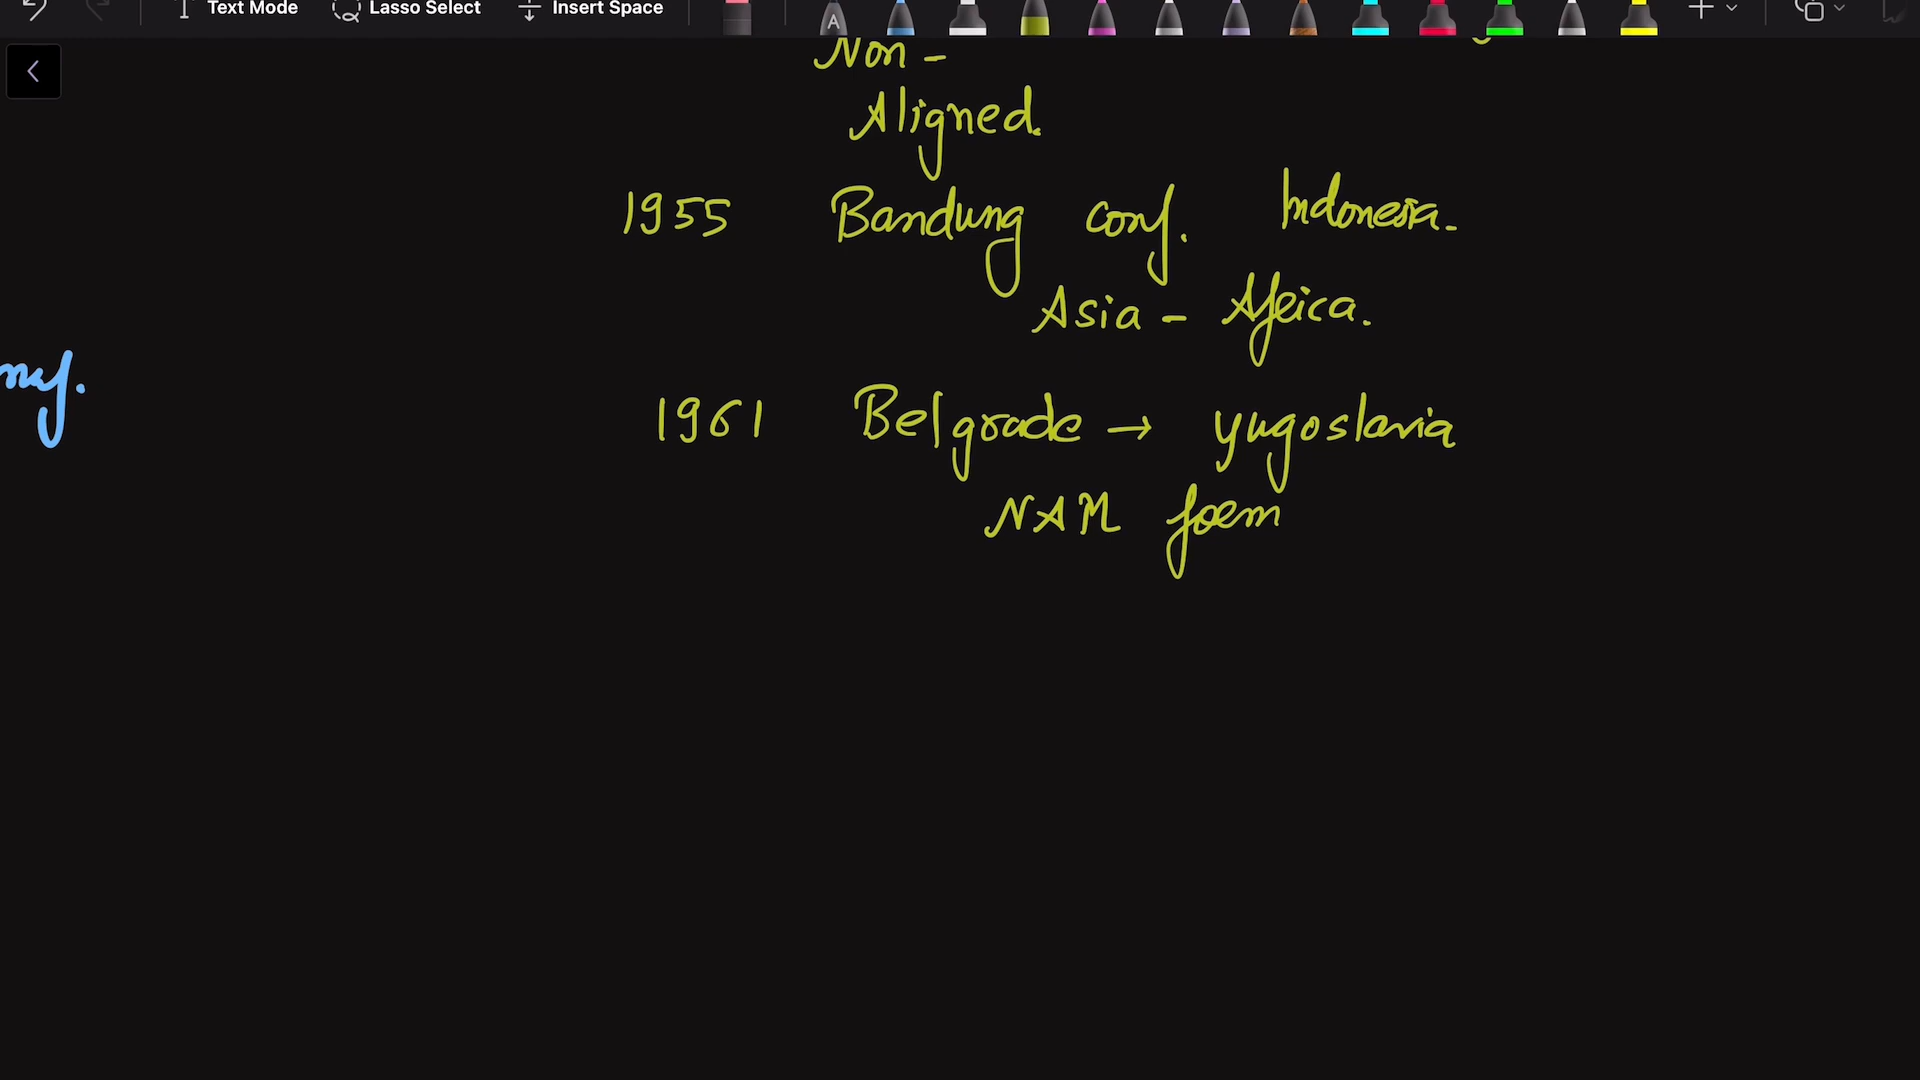 Text Mode Lasso Select Insert Space
A
Non -
Aligned.
1955 Bandung conf. Indonesia.
Asia - Africa.
1961 Belgrade → yugoslavia
NAM form